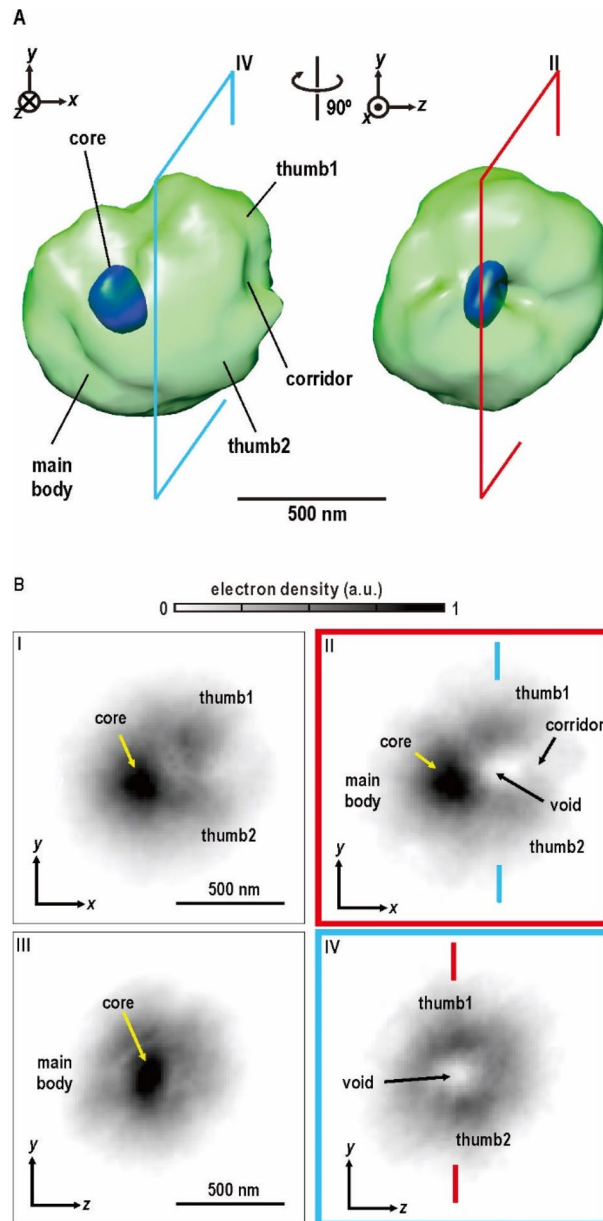 A
y
z
x
IV
90º
y
x
z
II
core
thumb1
corridor
thumb2
main
body
500 nm
B
electron density (a.u.)
0
1
I
thumb1
core
thumb2
y
x
500 nm
II
thumb1
corridor
core
main
body
void
thumb2
y
x
III
core
main
body
y
z
500 nm
IV
thumb1
void
thumb2
y
z